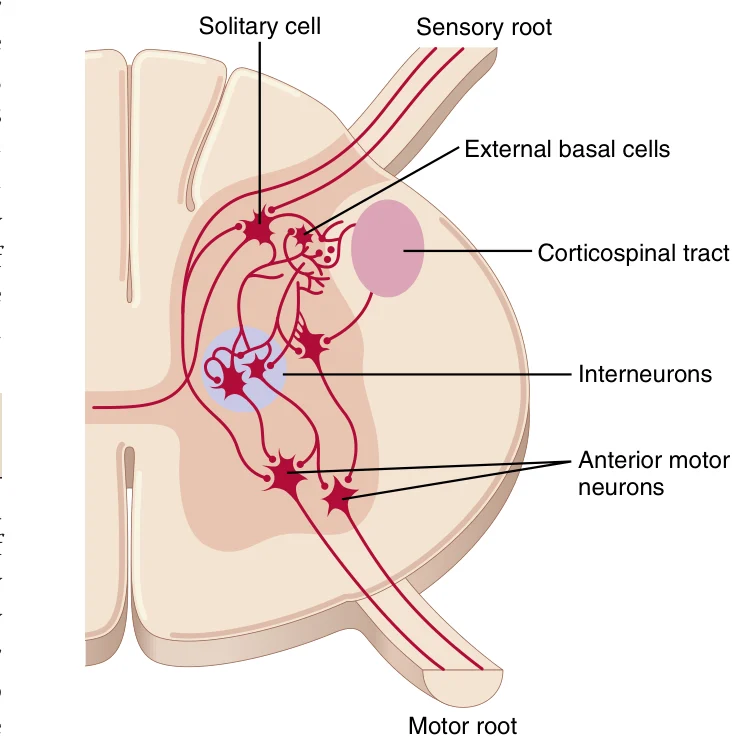 Solitary cell
Sensory root
External basal cells
Corticospinal tract
Interneurons
Anterior motor
neurons
Motor root